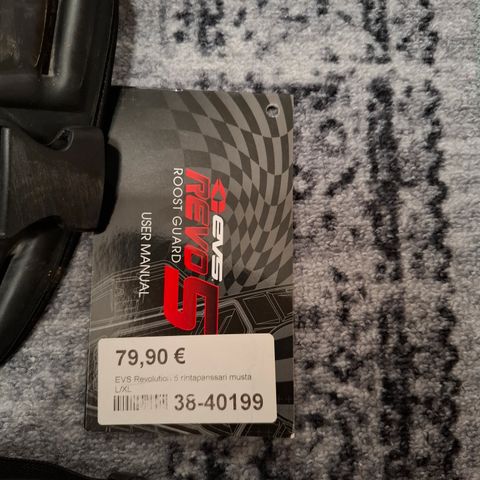 EVS
REVO 5
ROOST GUARD
USER MANUAL
79,90 €
EVS Revolution 5 rintapanssari musta
L/XL
38-40199